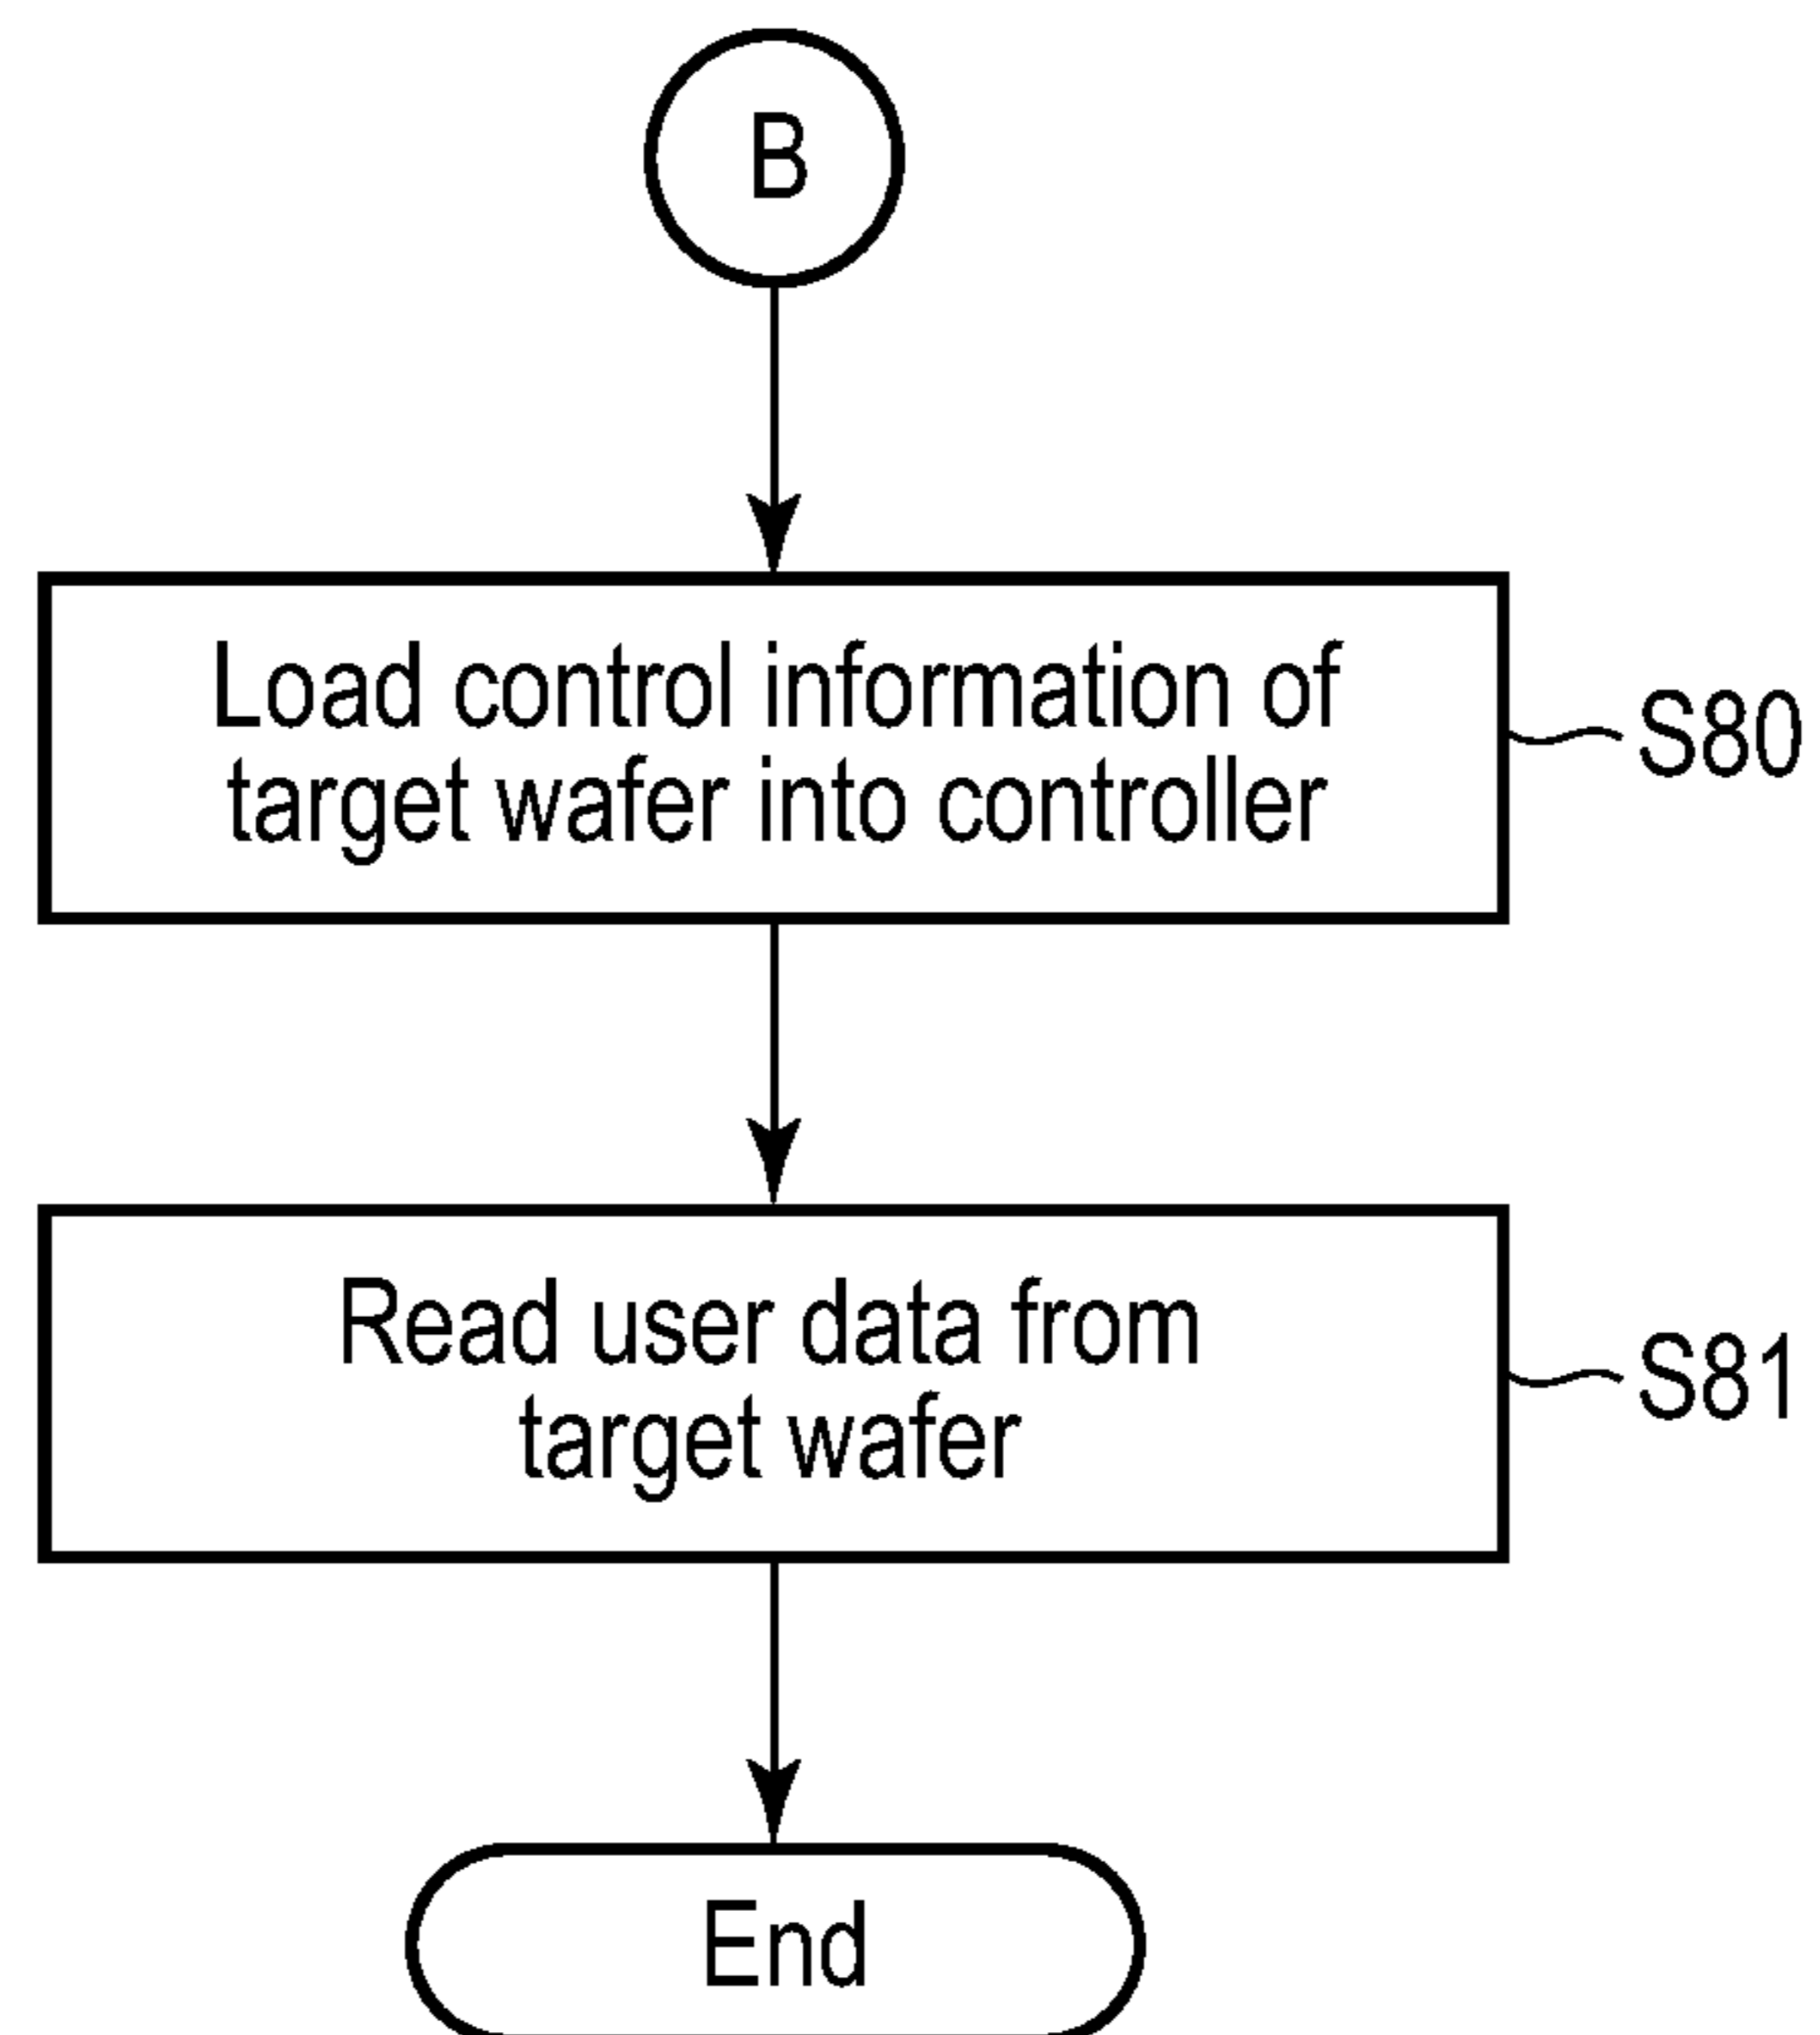 B
Load control information of
target wafer into controller
S80
Read user data from
target wafer
S81
End